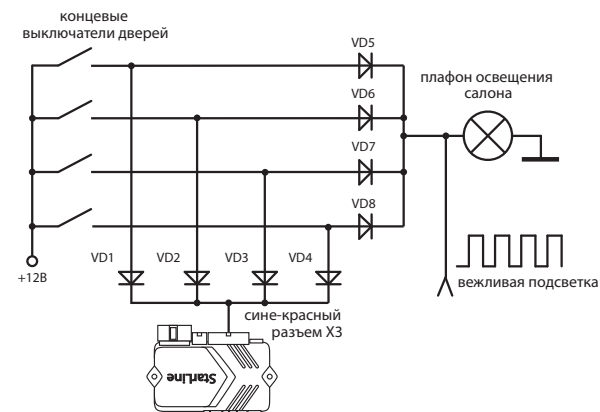 концевые
выключатели дверей
VD5
плафон освещения
салона
VD6
VD7
VD8
+12В
VD1
VD2
VD3
VD4
вежливая подсветка
сине-красный
разъем X3
StarLine